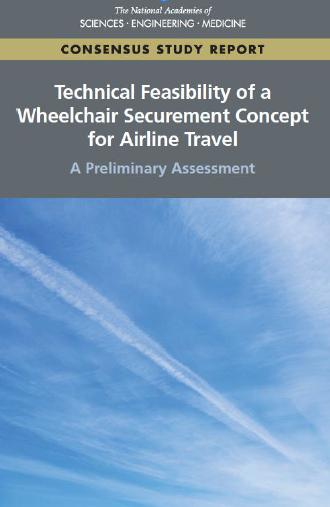 The National Academies of
SCIENCES · ENGINEERING · MEDICINE
CONSENSUS STUDY REPORT
Technical Feasibility of a
Wheelchair Securement Concept
for Airline Travel
A Preliminary Assessment